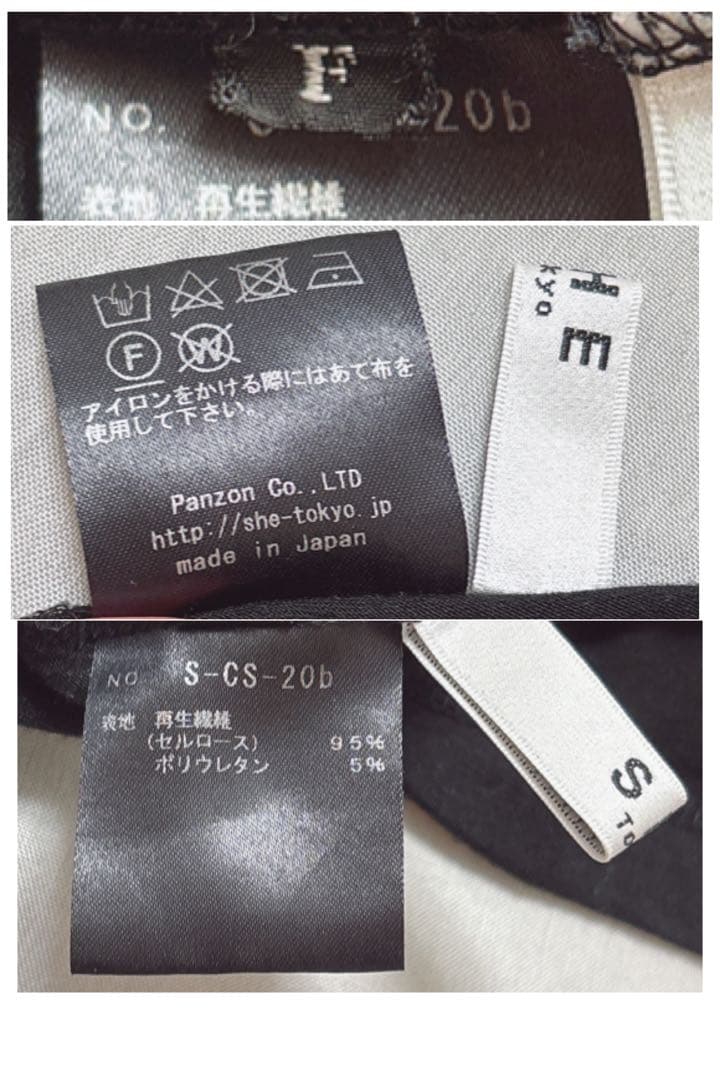 F
NO. 20b
表地 再生繊維
F W
アイロンをかける際にはあて布を
使用して下さい。
Panzon Co.,LTD
http://she-tokyo.jp
made in Japan
H E
kyo
NO. S-CS-20b
表地 再生繊維
(セルロース) 95%
ポリウレタン 5%
S
To